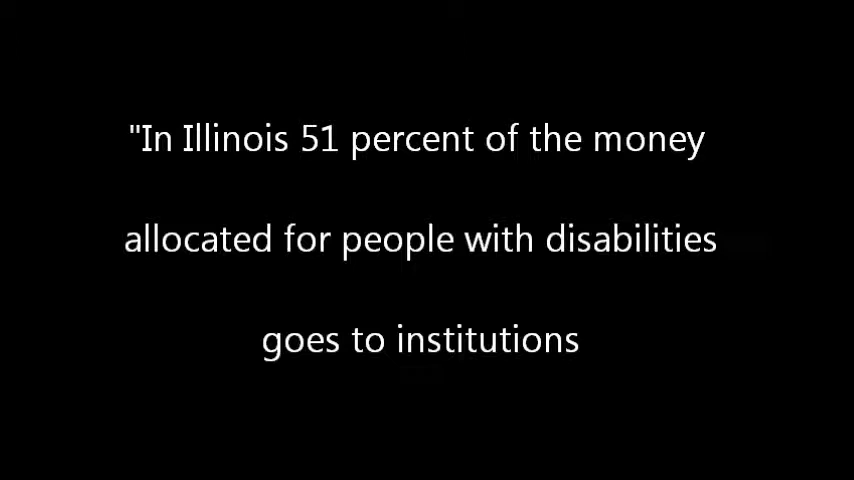 "In Illinois 51 percent of the money
allocated for people with disabilities
goes to institutions